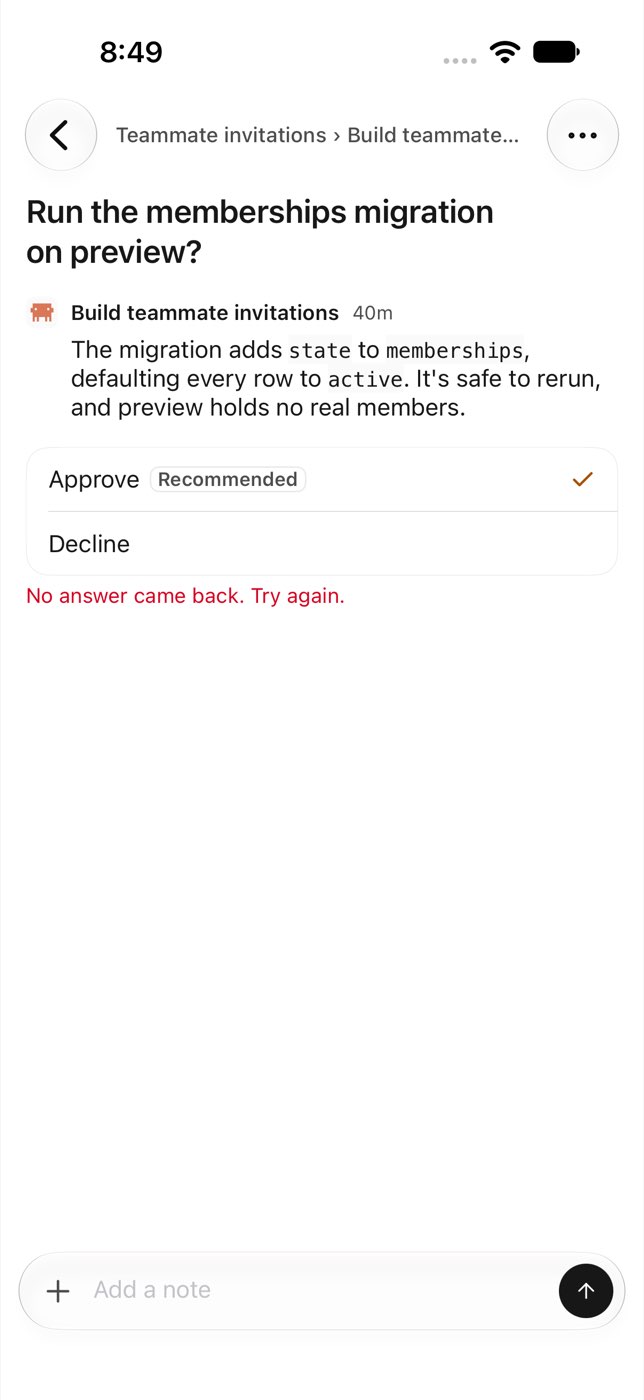 8:49
Teammate invitations › Build teammate...
Run the memberships migration
on preview?
Build teammate invitations 40m
The migration adds state to memberships,
defaulting every row to active. It's safe to rerun,
and preview holds no real members.
Approve Recommended
Decline
No answer came back. Try again.
Add a note